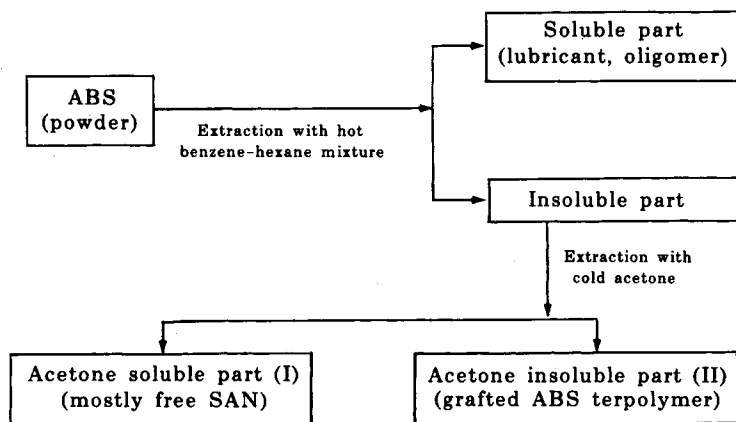 Soluble part
(lubricant, oligomer)
ABS
(powder)
Extraction with hot
benzene-hexane mixture
Insoluble part
Extraction with
cold acetone
Acetone soluble part (I)
(mostly free SAN)
Acetone insoluble part (II)
(grafted ABS terpolymer)